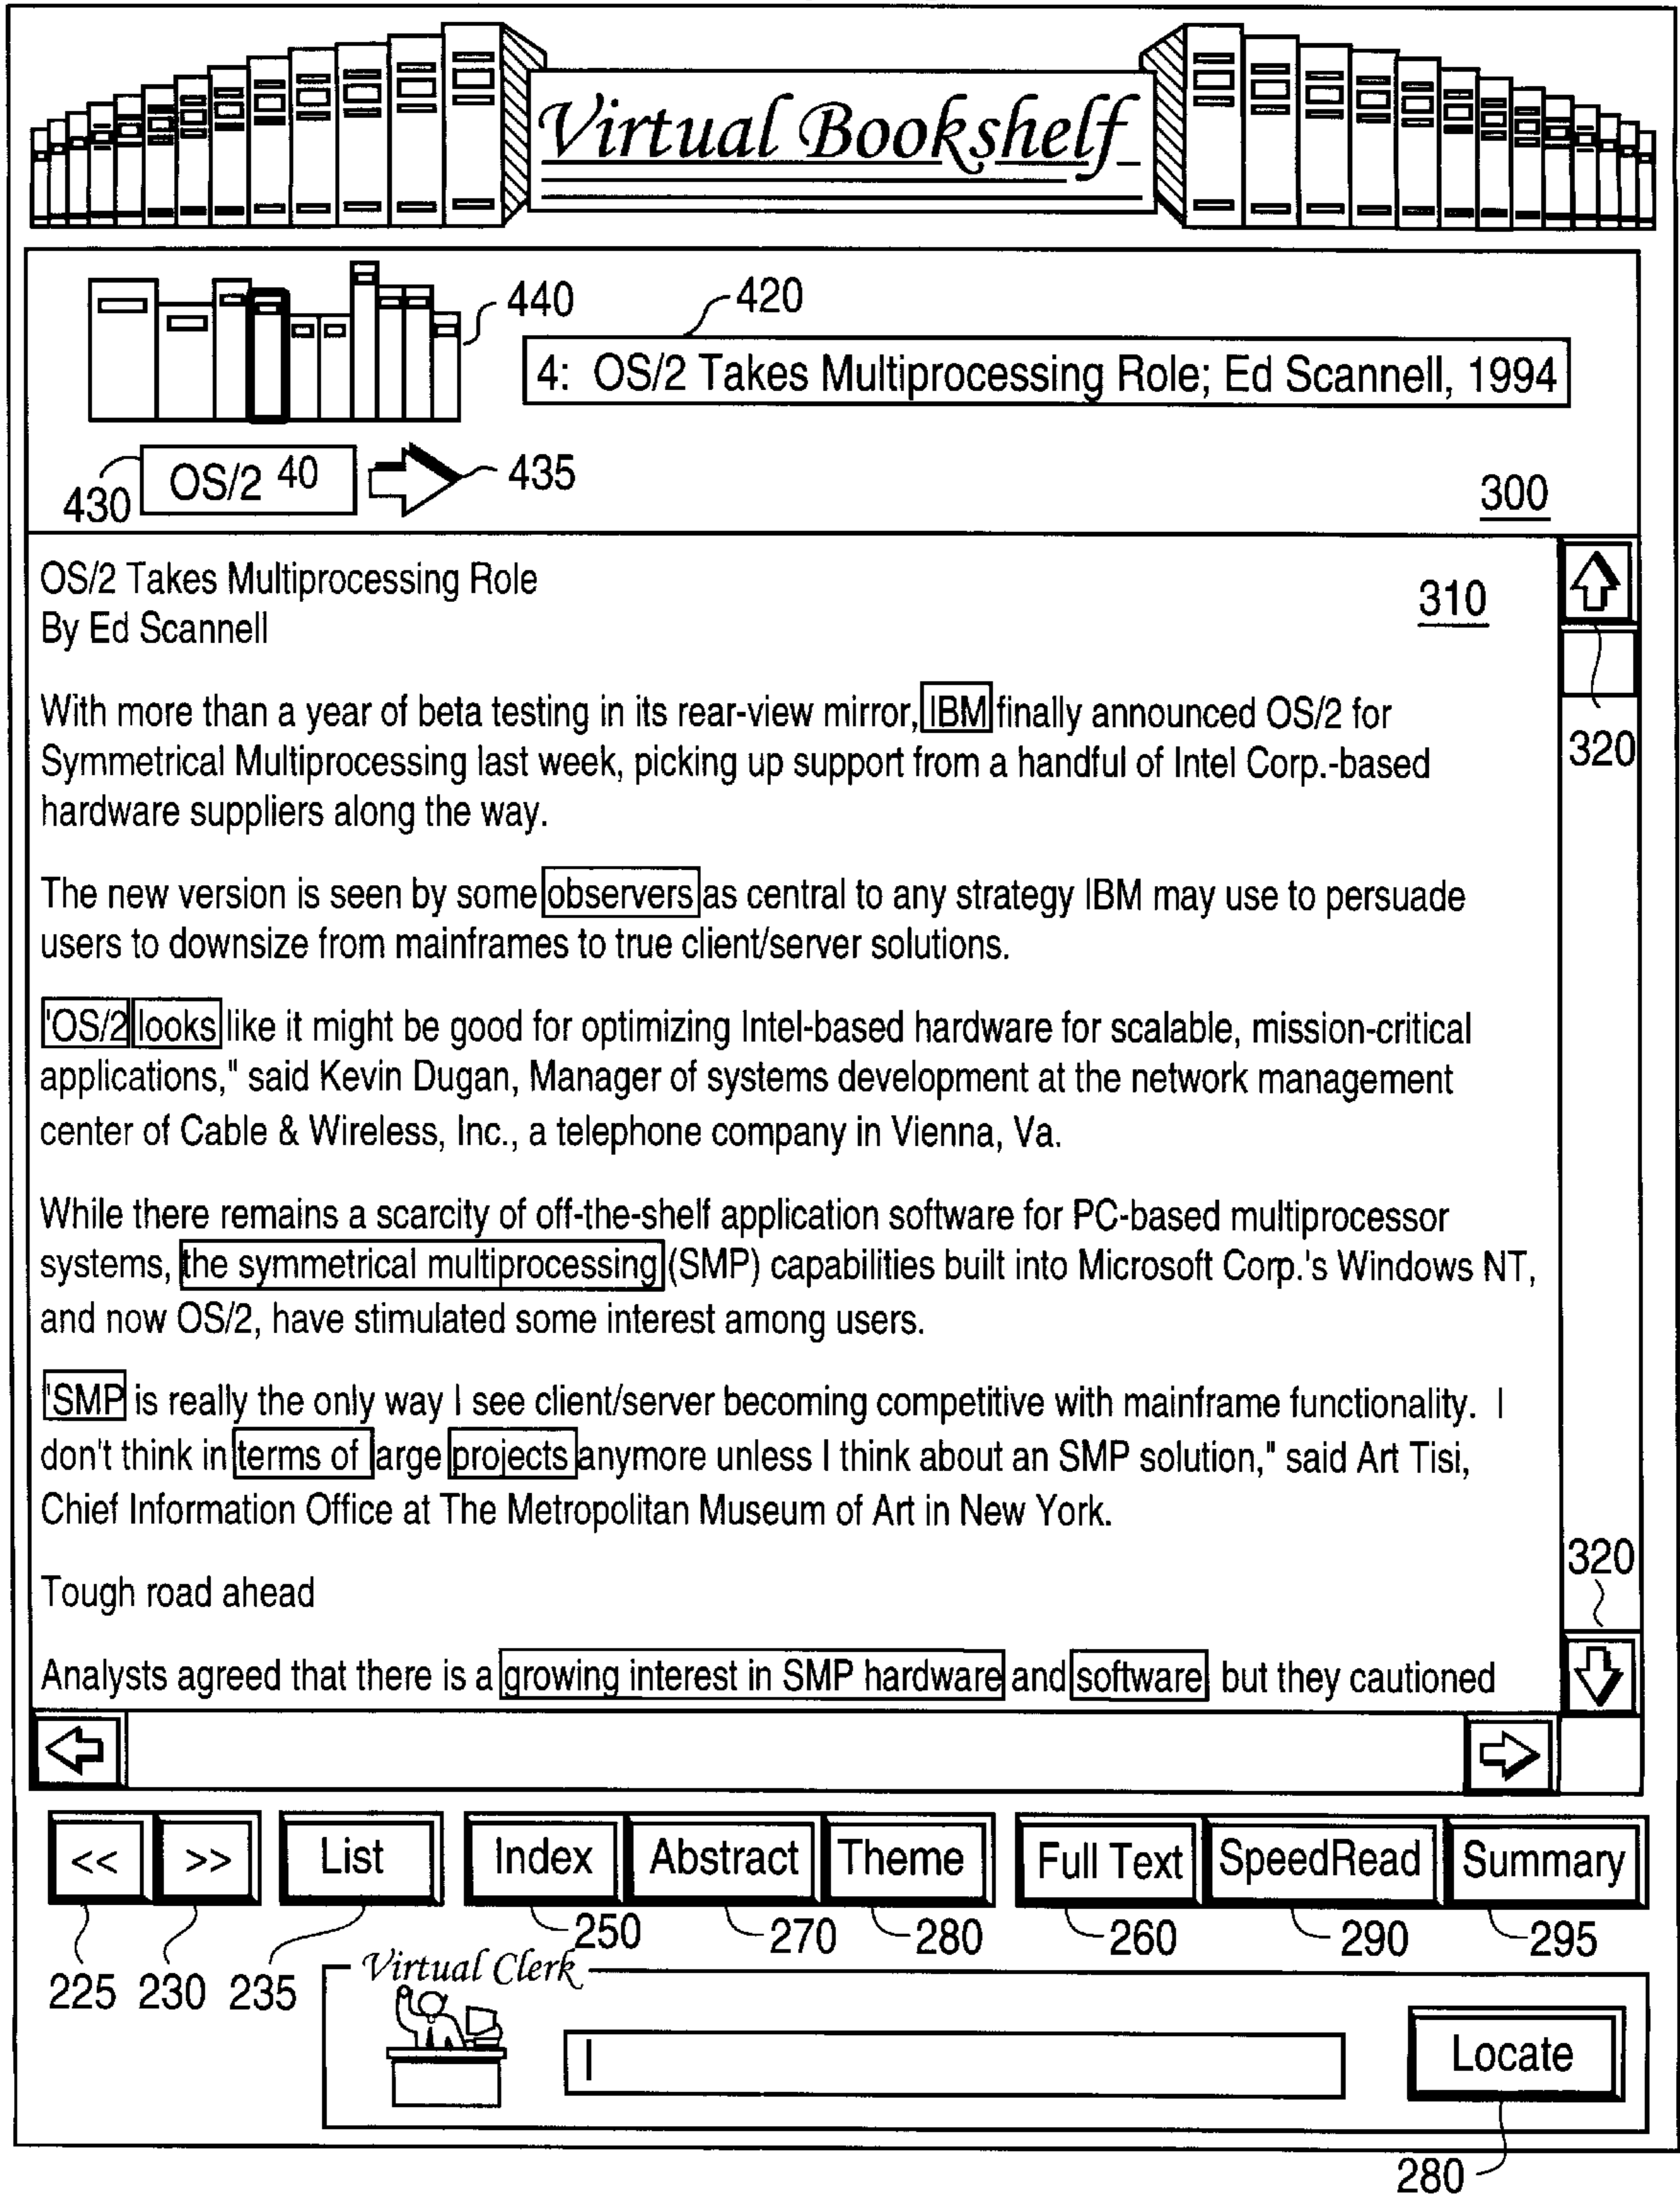 Virtual Bookshelf
440
420
4: OS/2 Takes Multiprocessing Role; Ed Scannell, 1994
430
OS/2 40
435
300
OS/2 Takes Multiprocessing Role
310
By Ed Scannell
With more than a year of beta testing in its rear-view mirror, IBM finally announced OS/2 for
320
Symmetrical Multiprocessing last week, picking up support from a handful of Intel Corp.-based
hardware suppliers along the way.
The new version is seen by some observers as central to any strategy IBM may use to persuade
users to downsize from mainframes to true client/server solutions.
'OS/2 looks like it might be good for optimizing Intel-based hardware for scalable, mission-critical
applications," said Kevin Dugan, Manager of systems development at the network management
center of Cable & Wireless, Inc., a telephone company in Vienna, Va.
While there remains a scarcity of off-the-shelf application software for PC-based multiprocessor
systems, the symmetrical multiprocessing (SMP) capabilities built into Microsoft Corp.'s Windows NT,
and now OS/2, have stimulated some interest among users.
'SMP is really the only way I see client/server becoming competitive with mainframe functionality. I
don't think in terms of large projects anymore unless I think about an SMP solution," said Art Tisi,
Chief Information Office at The Metropolitan Museum of Art in New York.
320
Tough road ahead
Analysts agreed that there is a growing interest in SMP hardware and software but they cautioned
<< >> List Index Abstract Theme Full Text SpeedRead Summary
250 270 280 260 290 295
225 230 235
Virtual Clerk
Locate
280